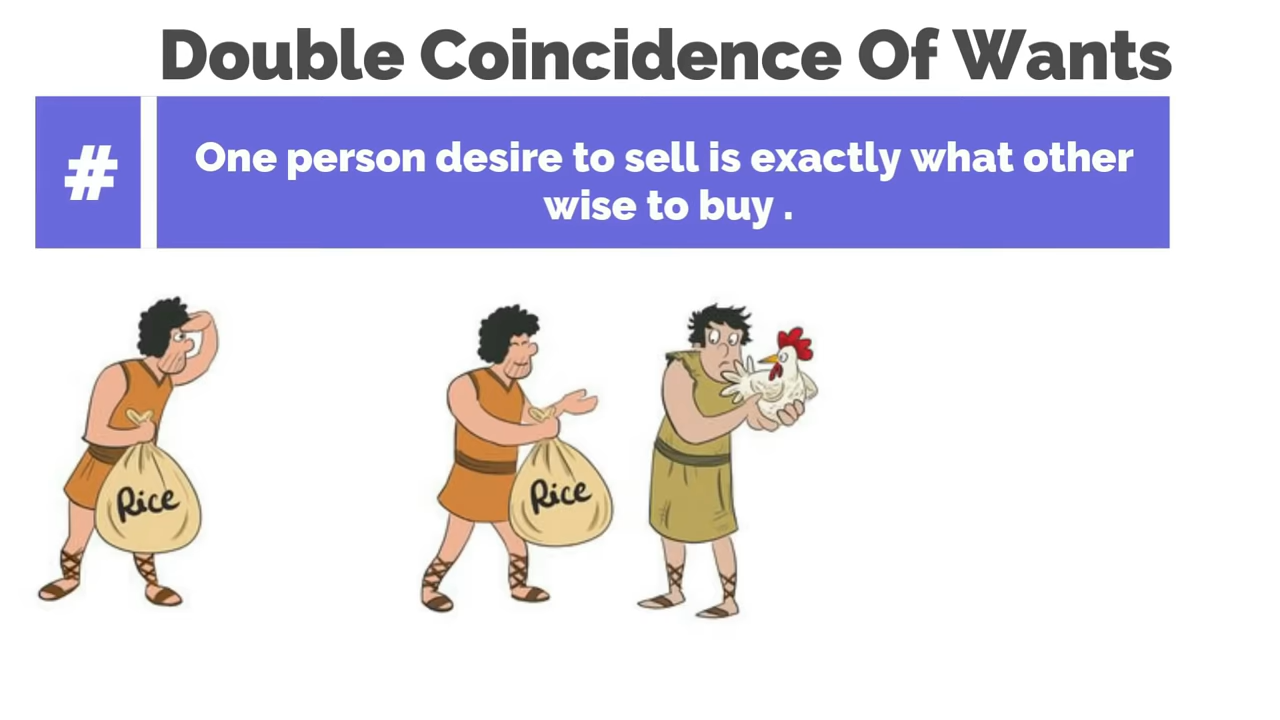 Double Coincidence Of Wants
#
One person desire to sell is exactly what other
wise to buy .
Rice
Rice